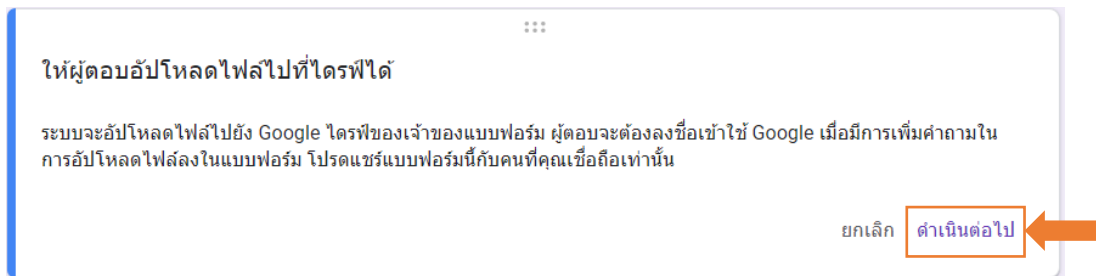 ให้ผู้ตอบอัปโหลดไฟล์ไปที่ไดรฟ์ได้
ระบบจะอัปโหลดไฟล์ไปยัง Google ไดรฟ์ของเจ้าของแบบฟอร์ม ผู้ตอบจะต้องลงชื่อเข้าใช้ Google เมื่อมีการเพิ่มคำถามใน
การอัปโหลดไฟล์ลงในแบบฟอร์ม โปรดแชร์แบบฟอร์มนี้กับคนที่คุณเชื่อถือเท่านั้น
ยกเลิก ดำเนินต่อไป